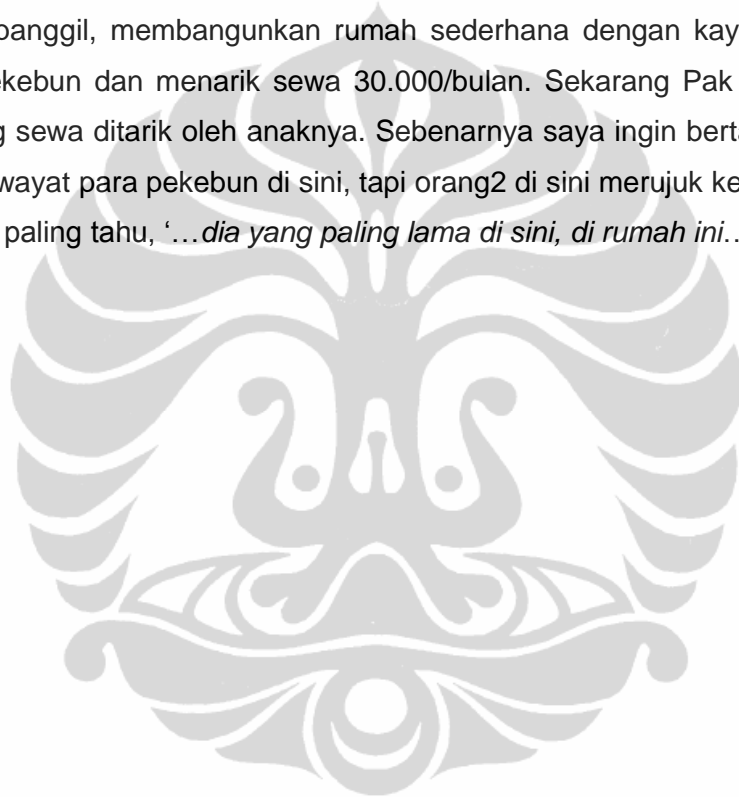 panggil, membangunkan rumah sederhana dengan kay
ekebun dan menarik sewa 30.000/bulan. Sekarang Pak
g sewa ditarik oleh anaknya. Sebenarnya saya ingin berta
wayat para pekebun di sini, tapi orang2 di sini merujuk ke
paling tahu, ‘…dia yang paling lama di sini, di rumah ini…